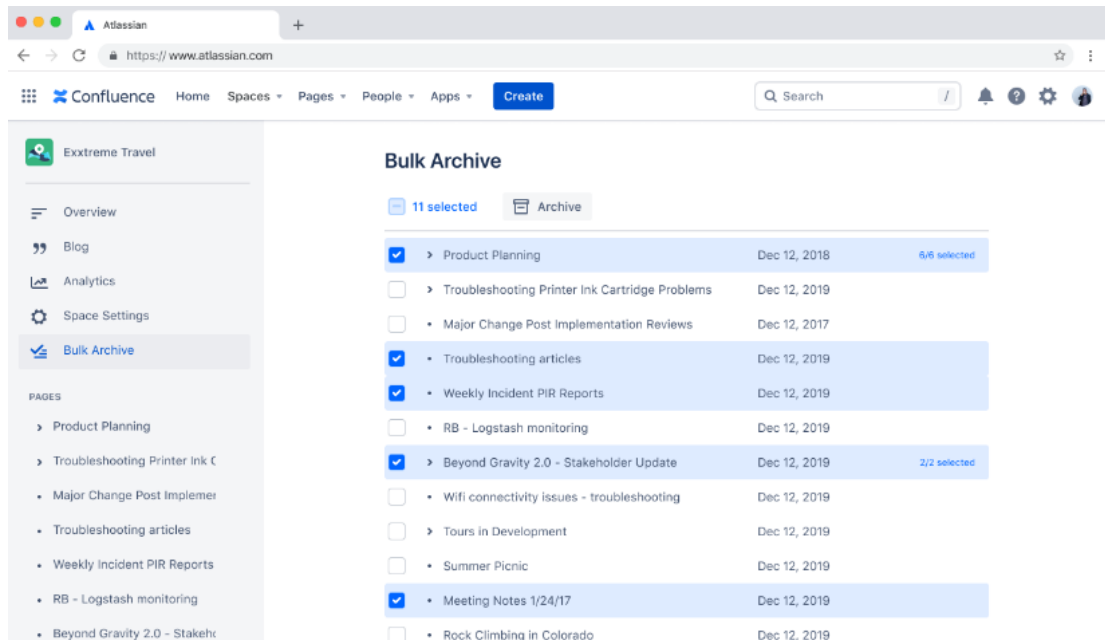 Atlassian
https://www.atlassian.com
Confluence Home Spaces Pages People Apps Create Search /
Exxtreme Travel
Overview
Blog
Analytics
Space Settings
Bulk Archive
PAGES
Product Planning
Troubleshooting Printer Ink C
Major Change Post Implemen
Troubleshooting articles
Weekly Incident PIR Reports
RB - Logstash monitoring
Beyond Gravity 2.0 - Stakeho
Bulk Archive
11 selected Archive
Product Planning Dec 12, 2018 6/6 selected
Troubleshooting Printer Ink Cartridge Problems Dec 12, 2019
Major Change Post Implementation Reviews Dec 12, 2017
Troubleshooting articles Dec 12, 2019
Weekly Incident PIR Reports Dec 12, 2019
RB - Logstash monitoring Dec 12, 2019
Beyond Gravity 2.0 - Stakeholder Update Dec 12, 2019 2/2 selected
Wifi connectivity issues - troubleshooting Dec 12, 2019
Tours in Development Dec 12, 2019
Summer Picnic Dec 12, 2019
Meeting Notes 1/24/17 Dec 12, 2019
Rock Climbing in Colorado Dec 12, 2019